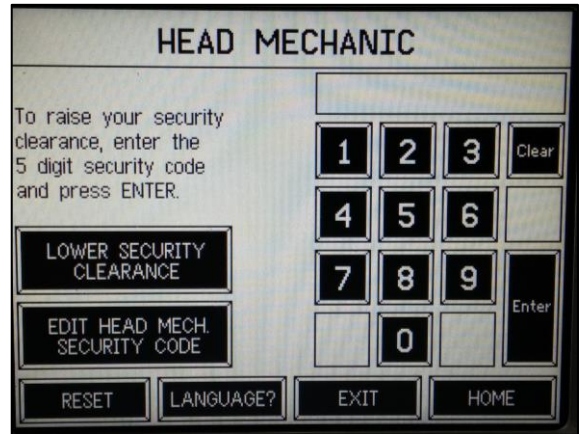 HEAD MECHANIC
To raise your security
clearance, enter the
5 digit security code
and press ENTER.
LOWER SECURITY
CLEARANCE
EDIT HEAD MECH.
SECURITY CODE
1 2 3 Clear
4 5 6
7 8 9
Enter
0
RESET LANGUAGE? EXIT HOME